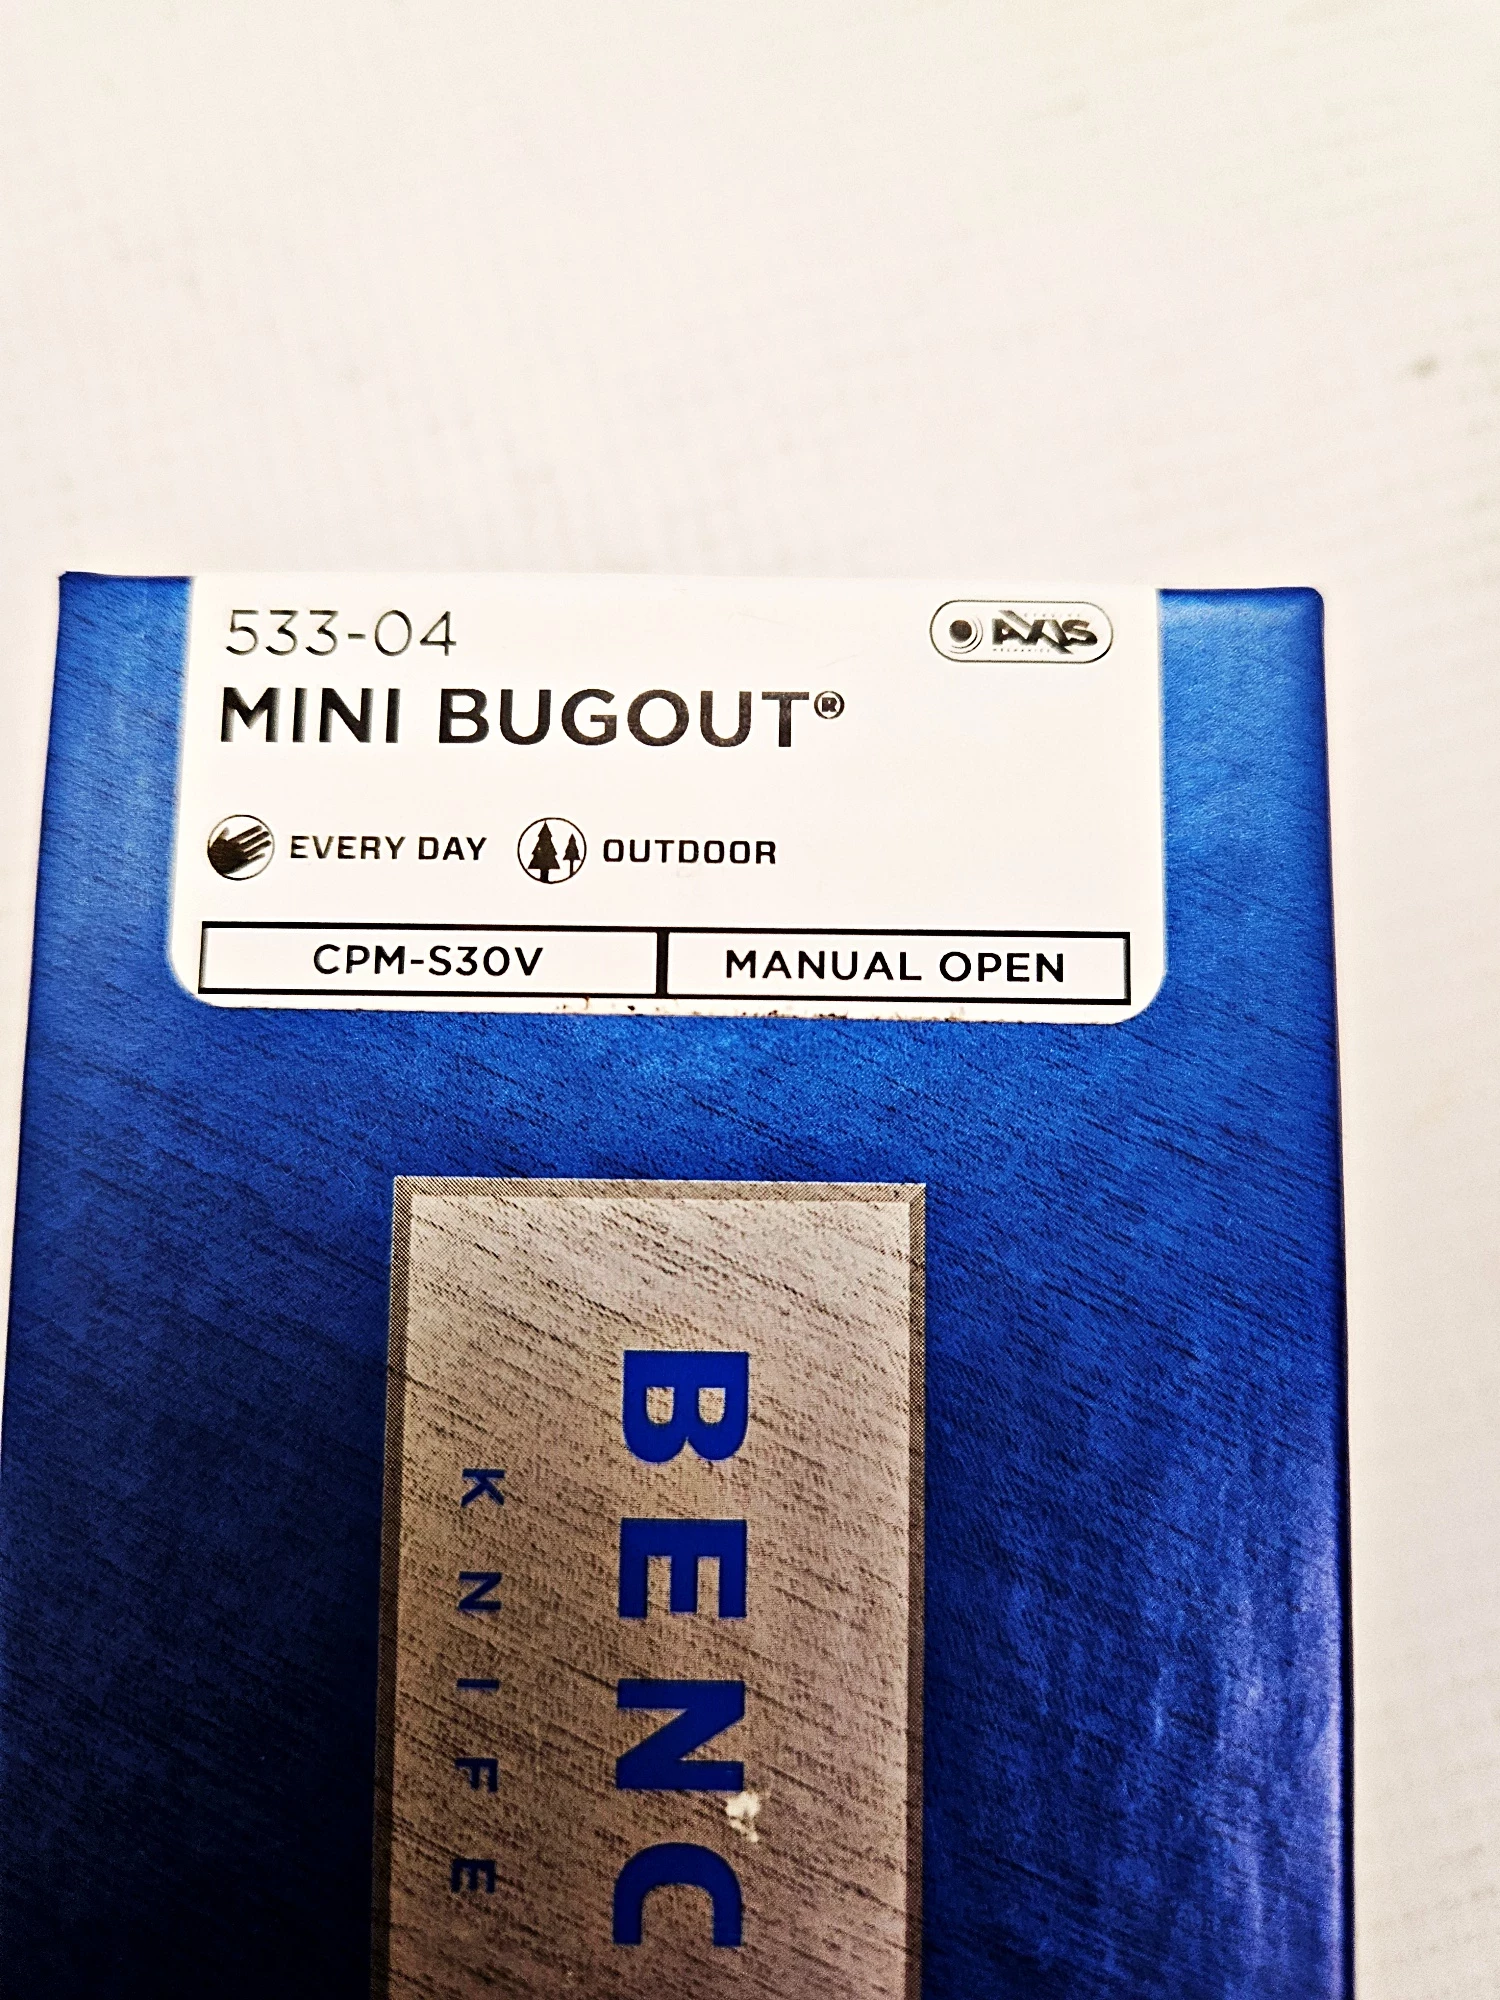 533-04
AXIS
MINI BUGOUT®
EVERY DAY
OUTDOOR
CPM-S30V
MANUAL OPEN
BENC
KNIFE